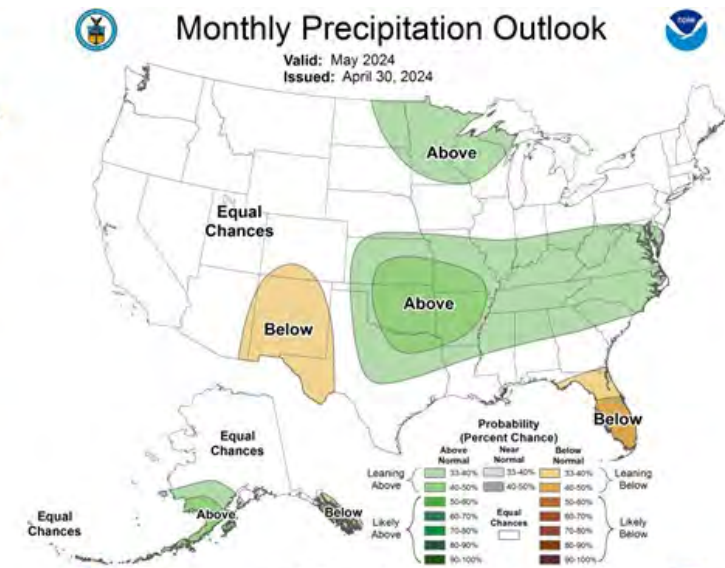 Monthly Precipitation Outlook
Valid: May 2024
Issued: April 30, 2024
noaa
Above
Equal
Chances
Above
Below
Below
Equal
Chances
Above
Below
Equal
Chances
Probability
(Percent Chance)
Above
Normal
Near
Normal
Below
Normal
Leaning
Above
33-40%
33-40%
33-40%
Leaning
Below
40-50%
40-50%
40-50%
Likely
Above
50-60%
60-70%
70-80%
80-90%
90-100%
Equal
Chances
50-60%
60-70%
70-80%
80-90%
90-100%
Likely
Below